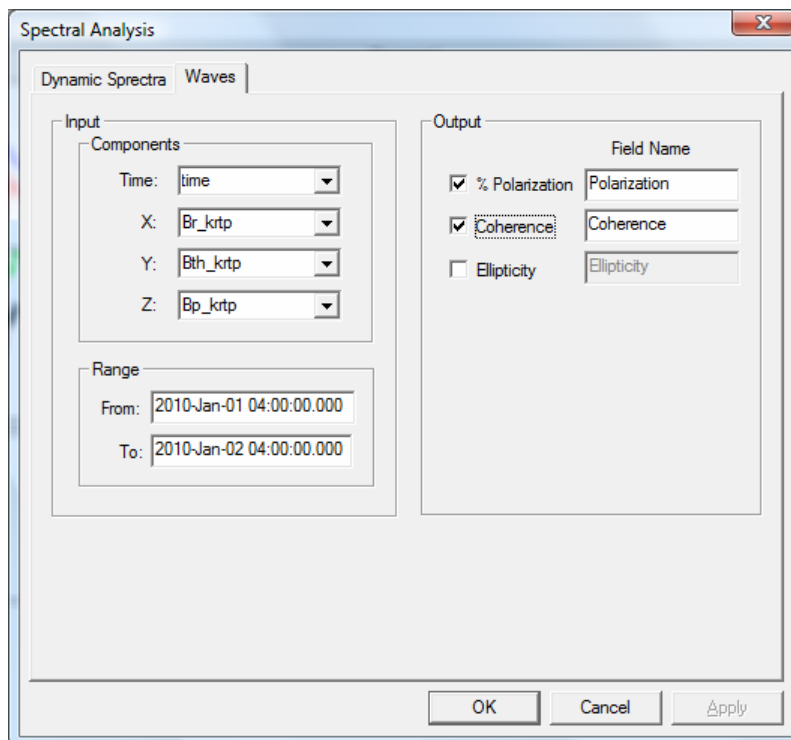 Spectral Analysis
Dynamic Sprectra
Waves
Input
Components
Time: time
X: Br_krtp
Y: Bth_krtp
Z: Bp_krtp
Range
From: 2010-Jan-01 04:00:00.000
To: 2010-Jan-02 04:00:00.000
Output
Field Name
% Polarization Polarization
Coherence Coherence
Ellipticity Ellipticity
OK Cancel Apply